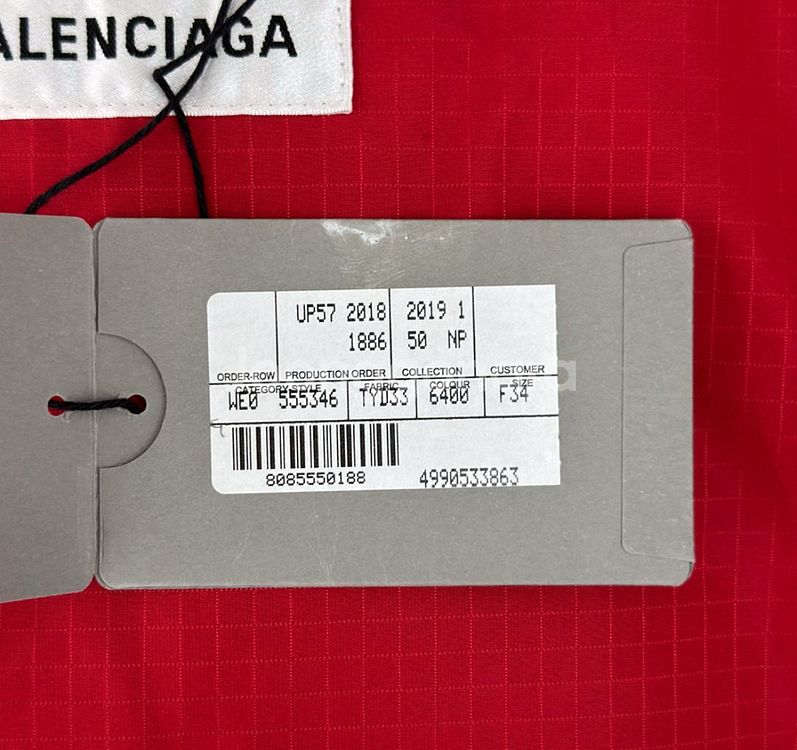 ALENCIAGA
UP57 2018 2019 1
1886 50 NP
ORDER-ROW PRODUCTION ORDER COLLECTION CUSTOMER
CATEGORY-STYLE FABRIC COLOUR SIZE
WE0 555346 TYD33 6400 F34
8085550188 4990533863